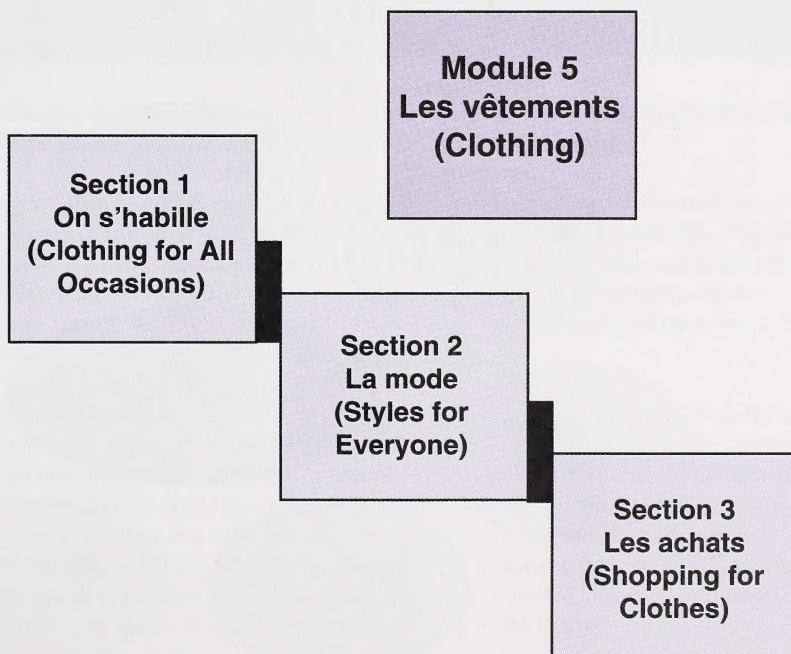 Module 5
Les vêtements
(Clothing)
Section 1
On s'habille
(Clothing for All
Occasions)
Section 2
La mode
(Styles for
Everyone)
Section 3
Les achats
(Shopping for
Clothes)